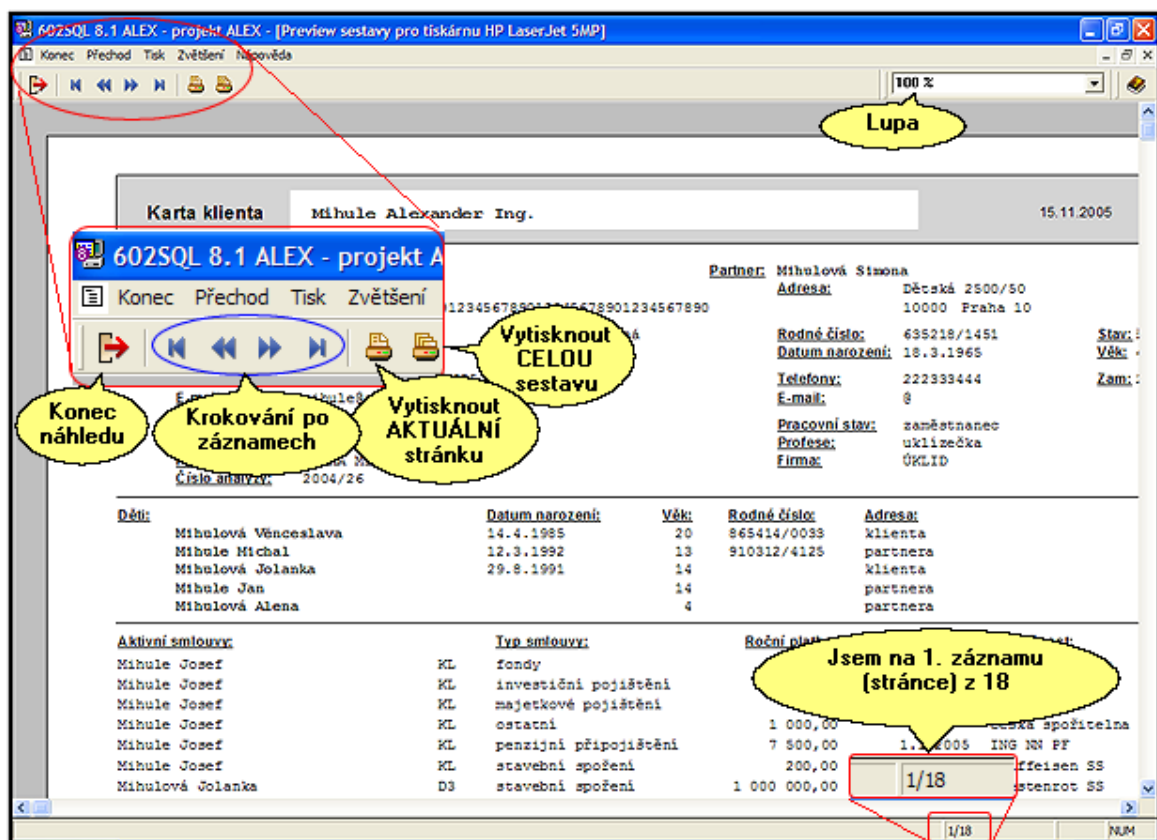 602SQL 8.1 ALEX - projekt ALEX - [Preview sestavy pro tiskárnu HP LaserJet 5MP]
Konec Přechod Tisk Zvětšení Nápověda
100 %
Lupa
Karta klienta Mihule Alexander Ing. 15.11.2005
602SQL 8.1 ALEX - projekt A
Konec Přechod Tisk Zvětšení
Partner: Mihulová Simona
Adresa: Dětská 2500/50
10000 Praha 10
Rodné číslo: 635218/1451 Stav:
Datum narození: 18.3.1965 Věk:
Telefony: 222333444 Zam:
E-mail: @
Pracovní stav: zaměstnanec
Profese: uklízečka
Firma: ÚKLID
Vytisknout
CELOU
sestavu
Konec
náhledu
Krokování po
záznamech
Vytisknout
AKTUÁLNÍ
stránku
Číslo analýzy: 2004/26
Děti: Datum narození: Věk: Rodné číslo: Adresa:
Mihulová Věnceslava 14.4.1985 20 865414/0033 klienta
Mihule Michal 12.3.1992 13 910312/4125 partnera
Mihulová Jolanka 29.8.1991 14 klienta
Mihule Jan 14 partnera
Mihulová Alena 4 partnera
Aktivní smlouvy: Typ smlouvy: Roční
Jsem na 1. záznamu
(stránce) z 18
Mihule Josef KL fondy
Mihule Josef KL investiční pojištění
Mihule Josef KL majetkové pojištění
Mihule Josef KL ostatní 1 000,00 spořitelna
Mihule Josef KL penzijní připojištění 7 500,00 ING NN PF
Mihule Josef KL stavební spoření 200,00 SS
Mihulová Jolanka D3 stavební spoření 1 000 000,00 SS
1/18
1/18 NUM